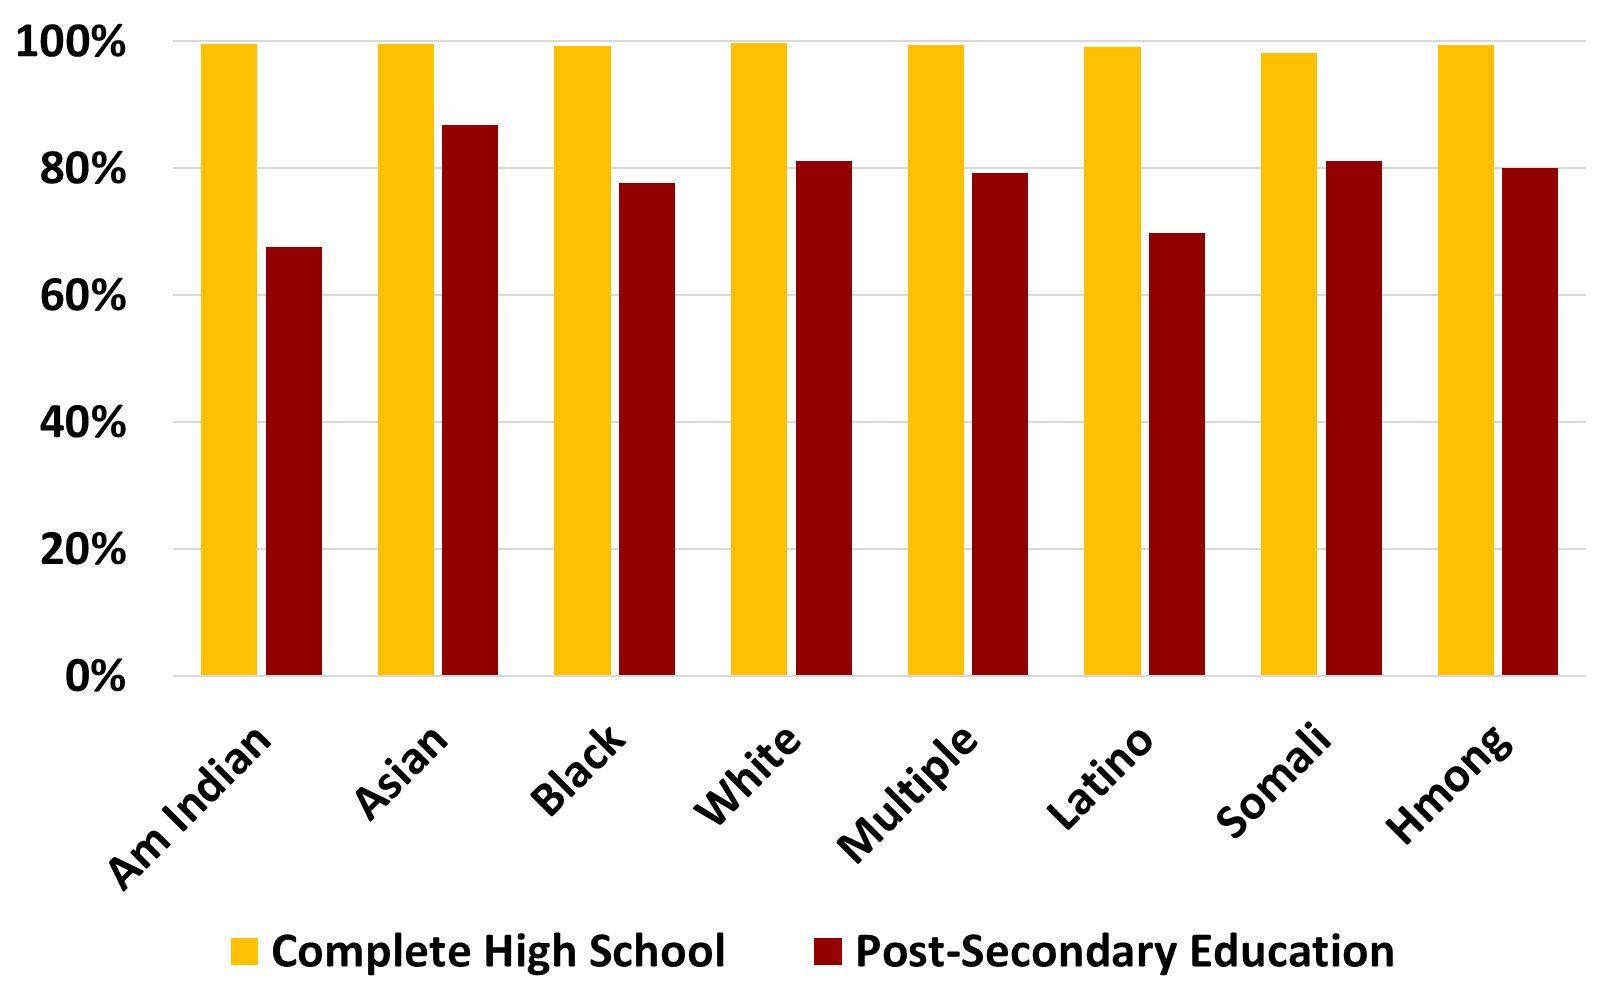 100%
80%
60%
40%
20%
0%
Am Indian
Asian
Black
White
Multiple
Latino
Somali
Hmong
Complete High School
Post-Secondary Education